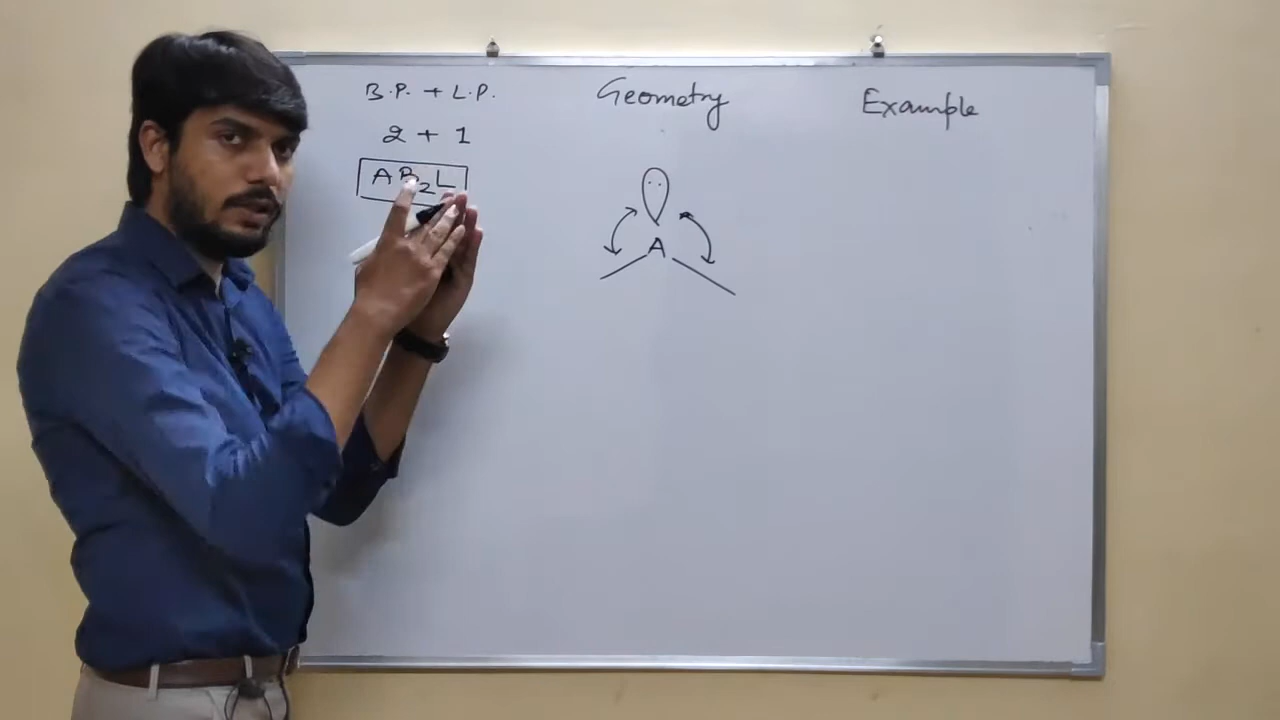 B.P. + L.P.
Geometry
Example
2 + 1
AB2L
A